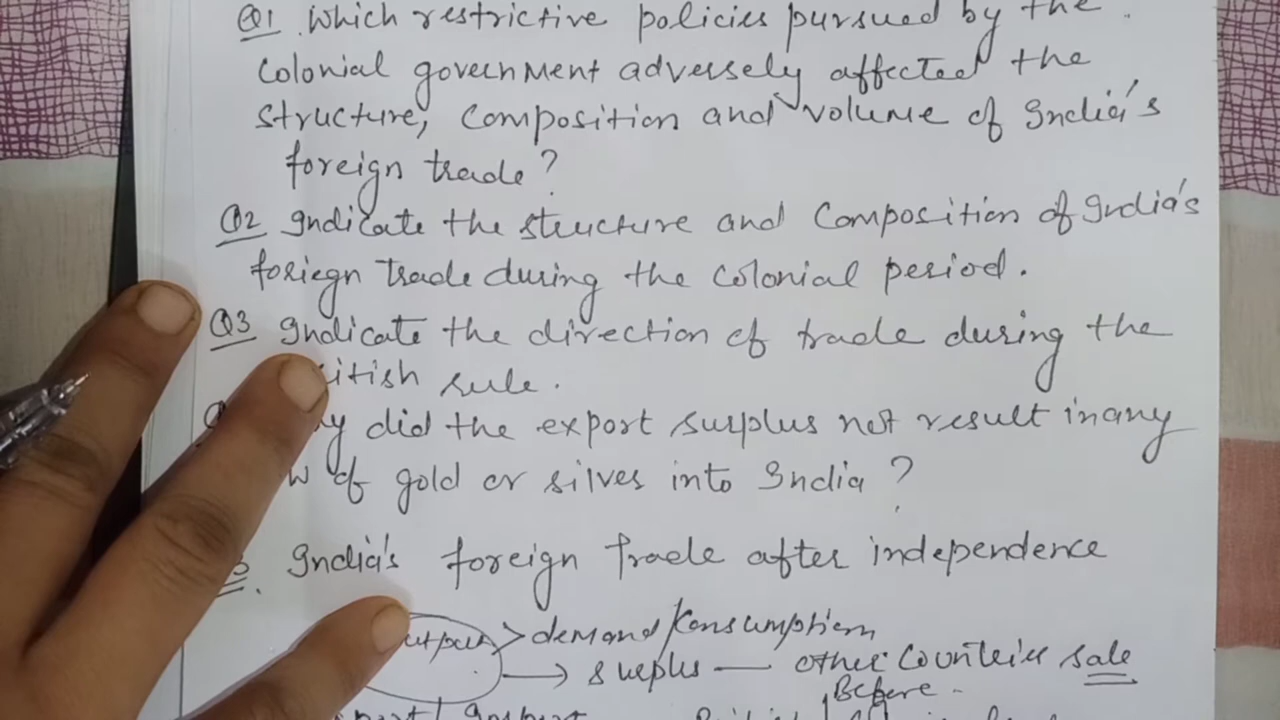 Q1. Which restrictive policies pursued by the
Colonial government adversely affected the
structure, composition and volume of India's
foreign trade?
Q2 Indicate the structure and Composition of India's
foriegn Trade during the Colonial period.
Q3 Indicate the direction of trade during the
itish rule.
did the export surplus not result in any
of gold or silves into India?
India's foreign Trade after independence
> demand/Consumption
→ surplus — other Countries sale
Before